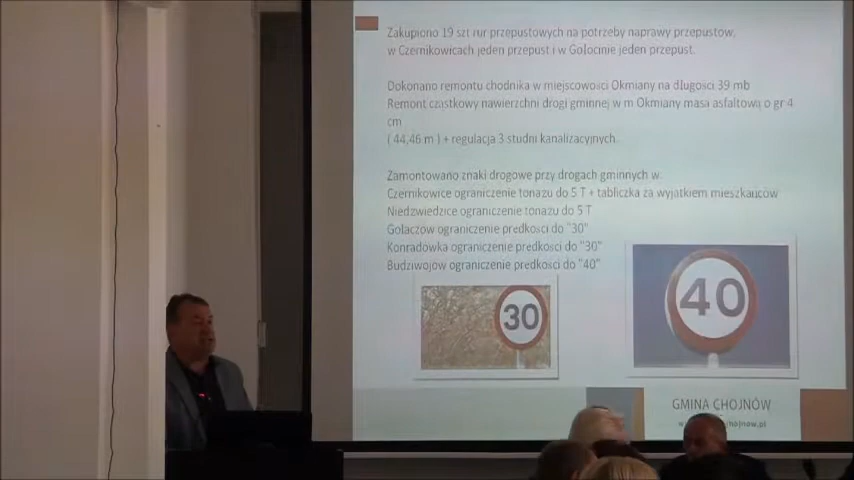 Zakupiono 19 szt rur przepustowych na potrzeby naprawy przepustów,
w Czernikowicach jeden przepust i w Gołocinie jeden przepust.
Dokonano remontu chodnika w miejscowości Okmiany na długości 39 mb
Remont cząstkowy nawierzchni drogi gminnej w m Okmiany masa asfaltową o gr 4
cm
( 44,46 m ) + regulacja 3 studni kanalizacyjnych.
Zamontowano znaki drogowe przy drogach gminnych w:
Czernikowice ograniczenie tonażu do 5 T + tabliczka za wyjątkiem mieszkańców
Niedźwiedzice ograniczenie tonażu do 5 T
Gołaczów ograniczenie prędkości do "30"
Konradówka ograniczenie prędkości do "30"
Budziwojów ograniczenie prędkości do "40"
30
40
GMINA CHOJNÓW